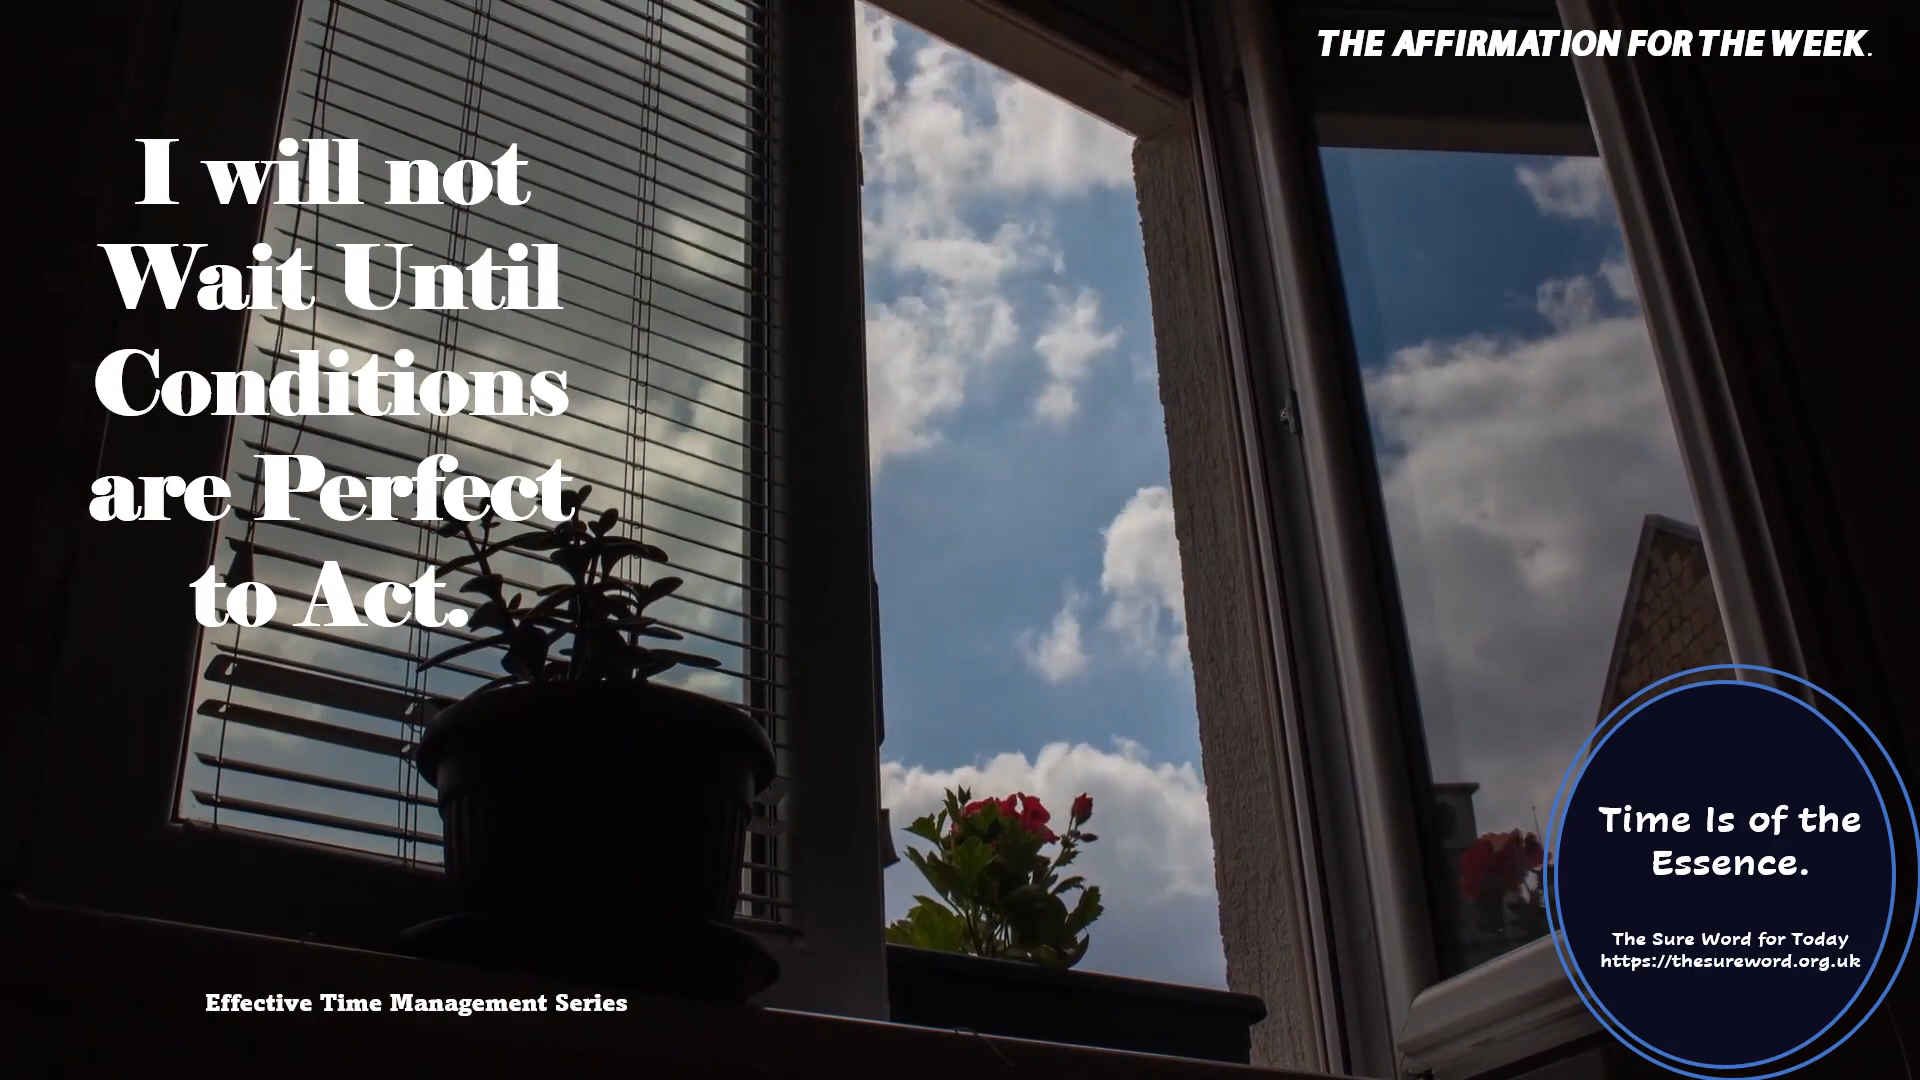 THE AFFIRMATION FOR THE WEEK.
I will not
Wait Until
Conditions
are Perfect
to Act.
Time Is of the
Essence.
The Sure Word for Today
https://thesureword.org.uk
Effective Time Management Series